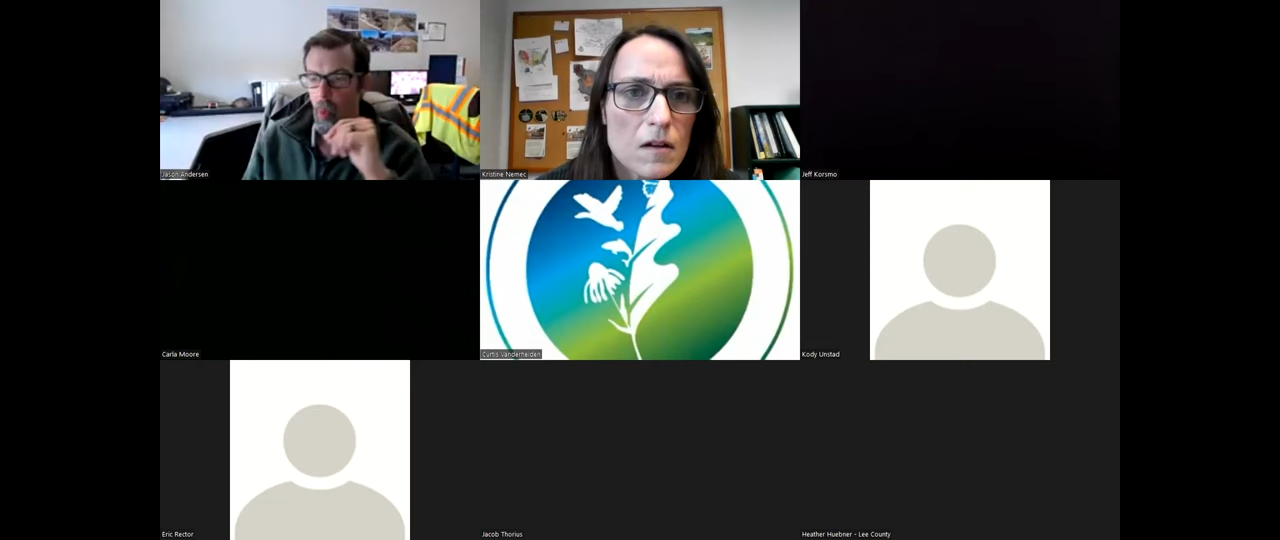 Jason Andersen
Kristine Nemec
Jeff Korsmo
Carla Moore
Curtis Vanderheiden
Kody Unstad
Eric Rector
Jacob Thorius
Heather Huebner - Lee County